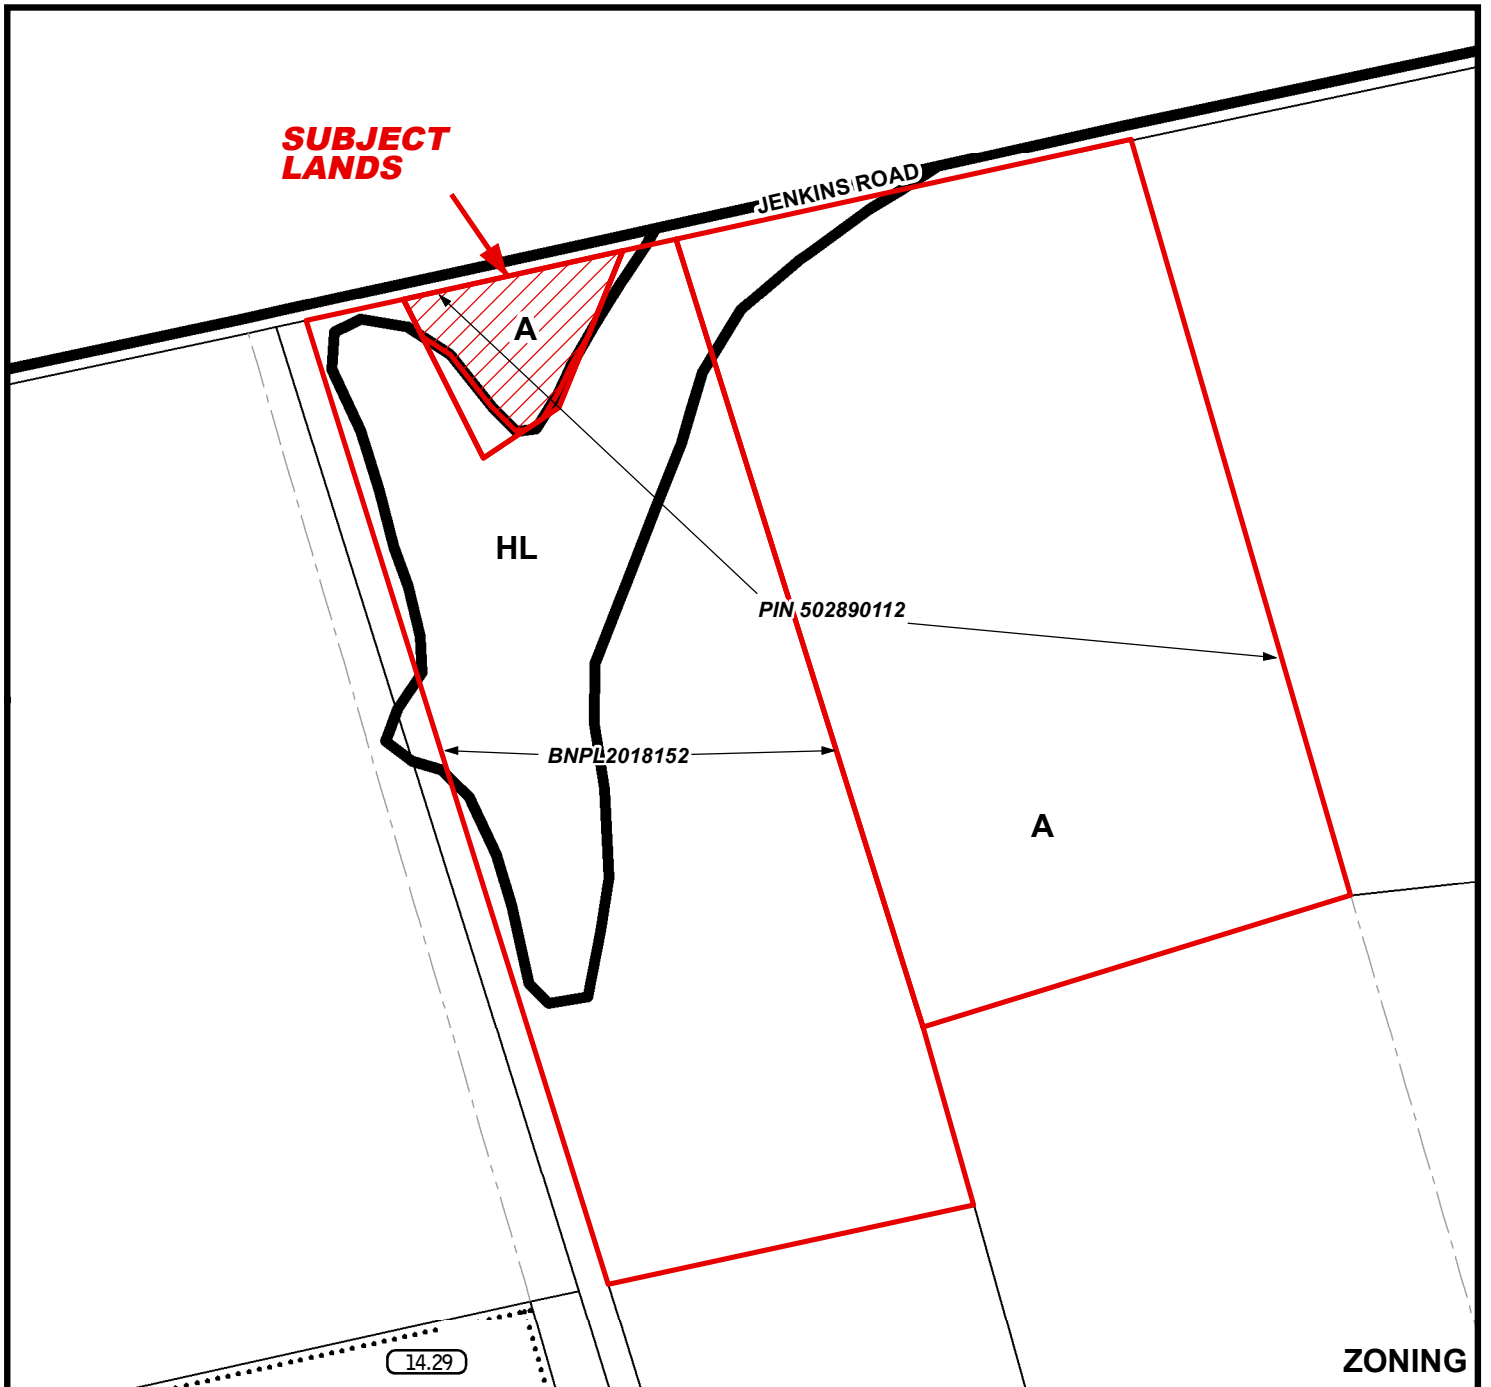 SUBJECT
LANDS
JENKINS ROAD
A
HL
PIN 502890112
BNPL2018152
A
ZONING
14.29